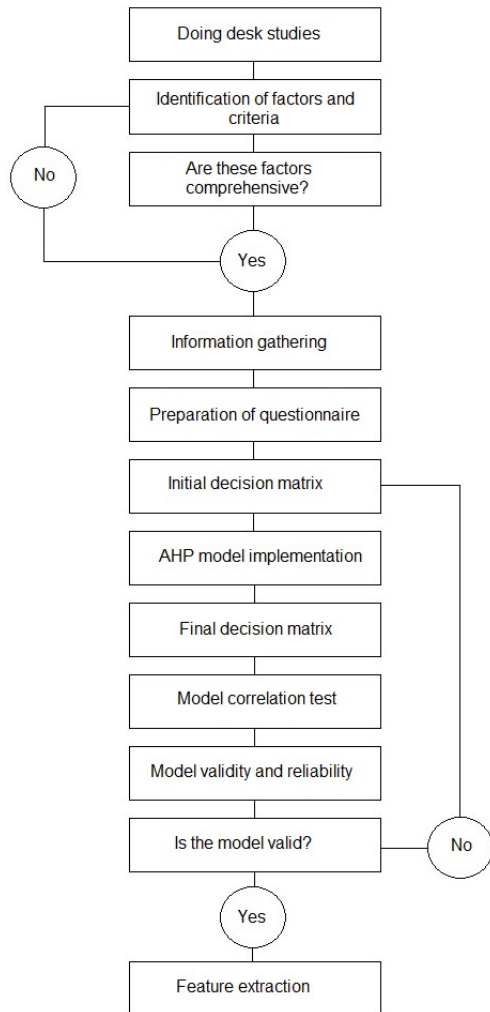 Doing desk studies
Identification of factors and
criteria
No
Are these factors
comprehensive?
Yes
Information gathering
Preparation of questionnaire
Initial decision matrix
AHP model implementation
Final decision matrix
Model correlation test
Model validity and reliability
Is the model valid?
No
Yes
Feature extraction